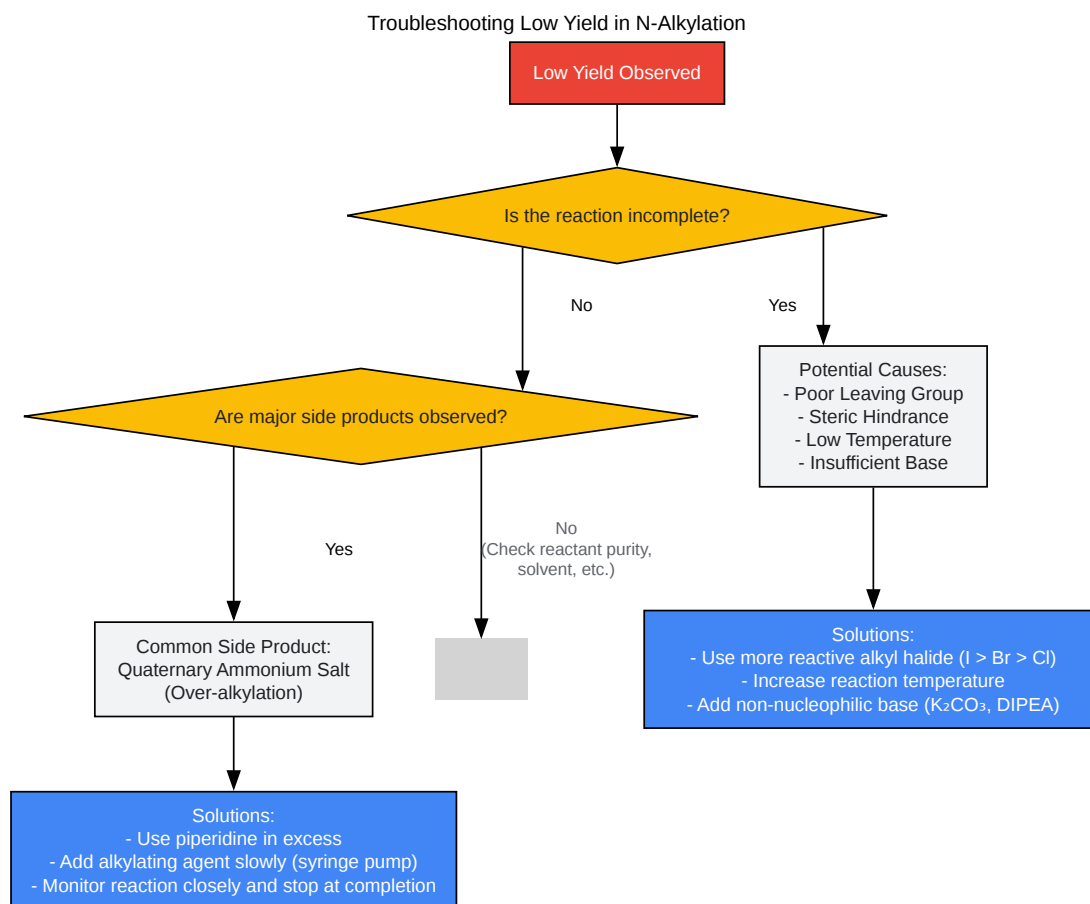 Troubleshooting Low Yield in N-Alkylation
Low Yield Observed
Is the reaction incomplete?
No
Yes
Potential Causes:
- Poor Leaving Group
- Steric Hindrance
- Low Temperature
- Insufficient Base
Are major side products observed?
Yes
No
(Check reactant purity,
solvent, etc.)
Common Side Product:
Quaternary Ammonium Salt
(Over-alkylation)
Solutions:
- Use more reactive alkyl halide (I > Br > Cl)
- Increase reaction temperature
- Add non-nucleophilic base (K₂CO₃, DIPEA)
Solutions:
- Use piperidine in excess
- Add alkylating agent slowly (syringe pump)
- Monitor reaction closely and stop at completion